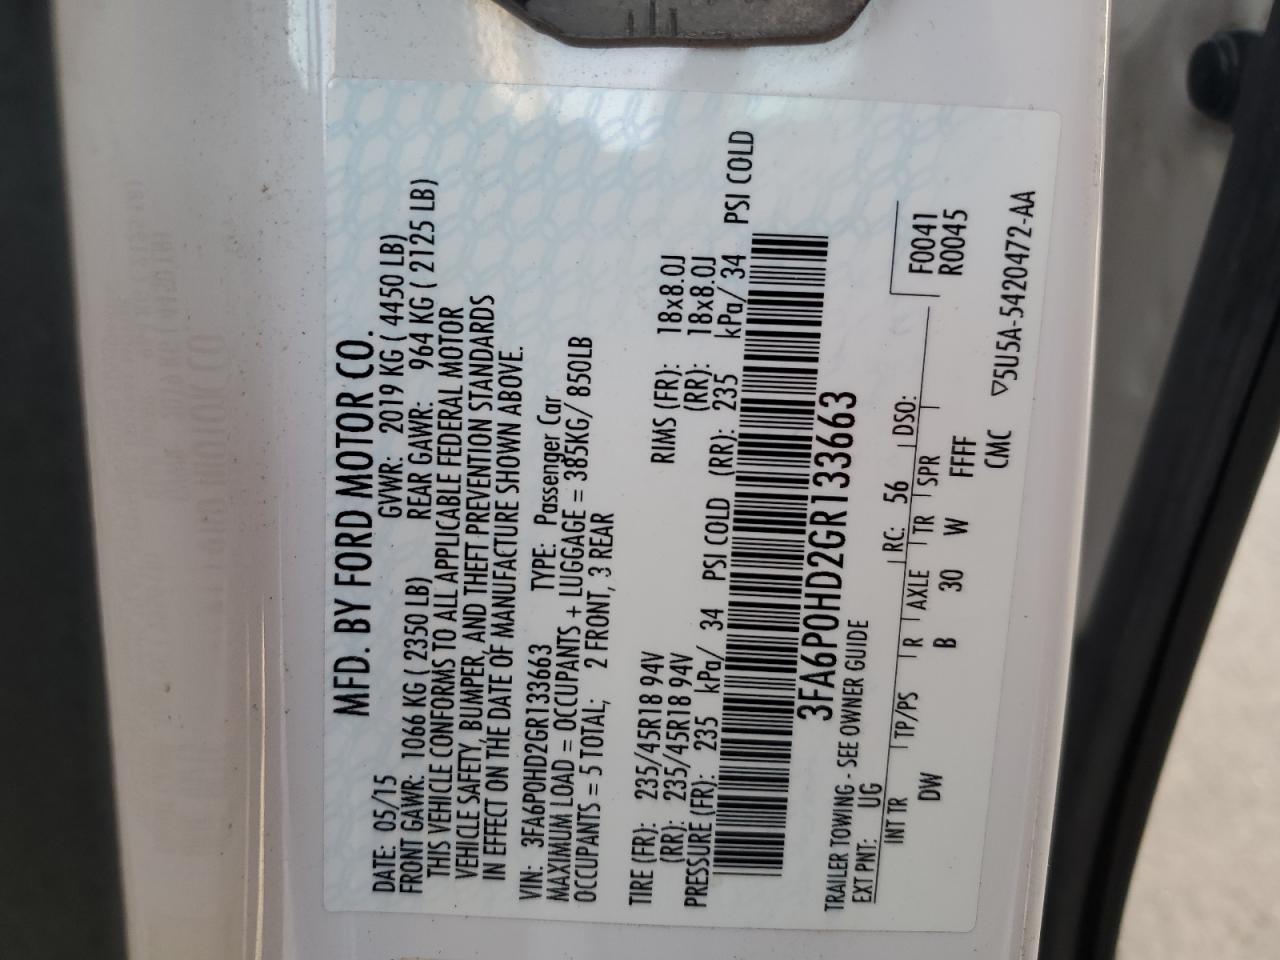 MFD. BY FORD MOTOR CO.
DATE: 05/15 GVWR: 2019 KG ( 4450 LB)
FRONT GAWR: 1066 KG ( 2350 LB) REAR GAWR: 964 KG ( 2125 LB)
THIS VEHICLE CONFORMS TO ALL APPLICABLE FEDERAL MOTOR
VEHICLE SAFETY, BUMPER, AND THEFT PREVENTION STANDARDS
IN EFFECT ON THE DATE OF MANUFACTURE SHOWN ABOVE.
VIN: 3FA6P0HD2GR133663 TYPE: Passenger Car
MAXIMUM LOAD = OCCUPANTS + LUGGAGE = 385KG/ 850LB
OCCUPANTS = 5 TOTAL; 2 FRONT, 3 REAR
TIRE (FR): 235/45R18 94V RIMS (FR): 18x8.0J
(RR): 235/45R18 94V (RR): 18x8.0J
PRESSURE (FR): 235 kPa/ 34 PSI COLD (RR): 235 kPa/ 34 PSI COLD
3FA6P0HD2GR133663
TRAILER TOWING - SEE OWNER GUIDE
EXT PNT: UG RC: 56 DSO: F0041
INT TR TP/PS R AXLE TR SPR R0045
DW B 30 W FFFF
CMC ▽5U5A-5420472-AA